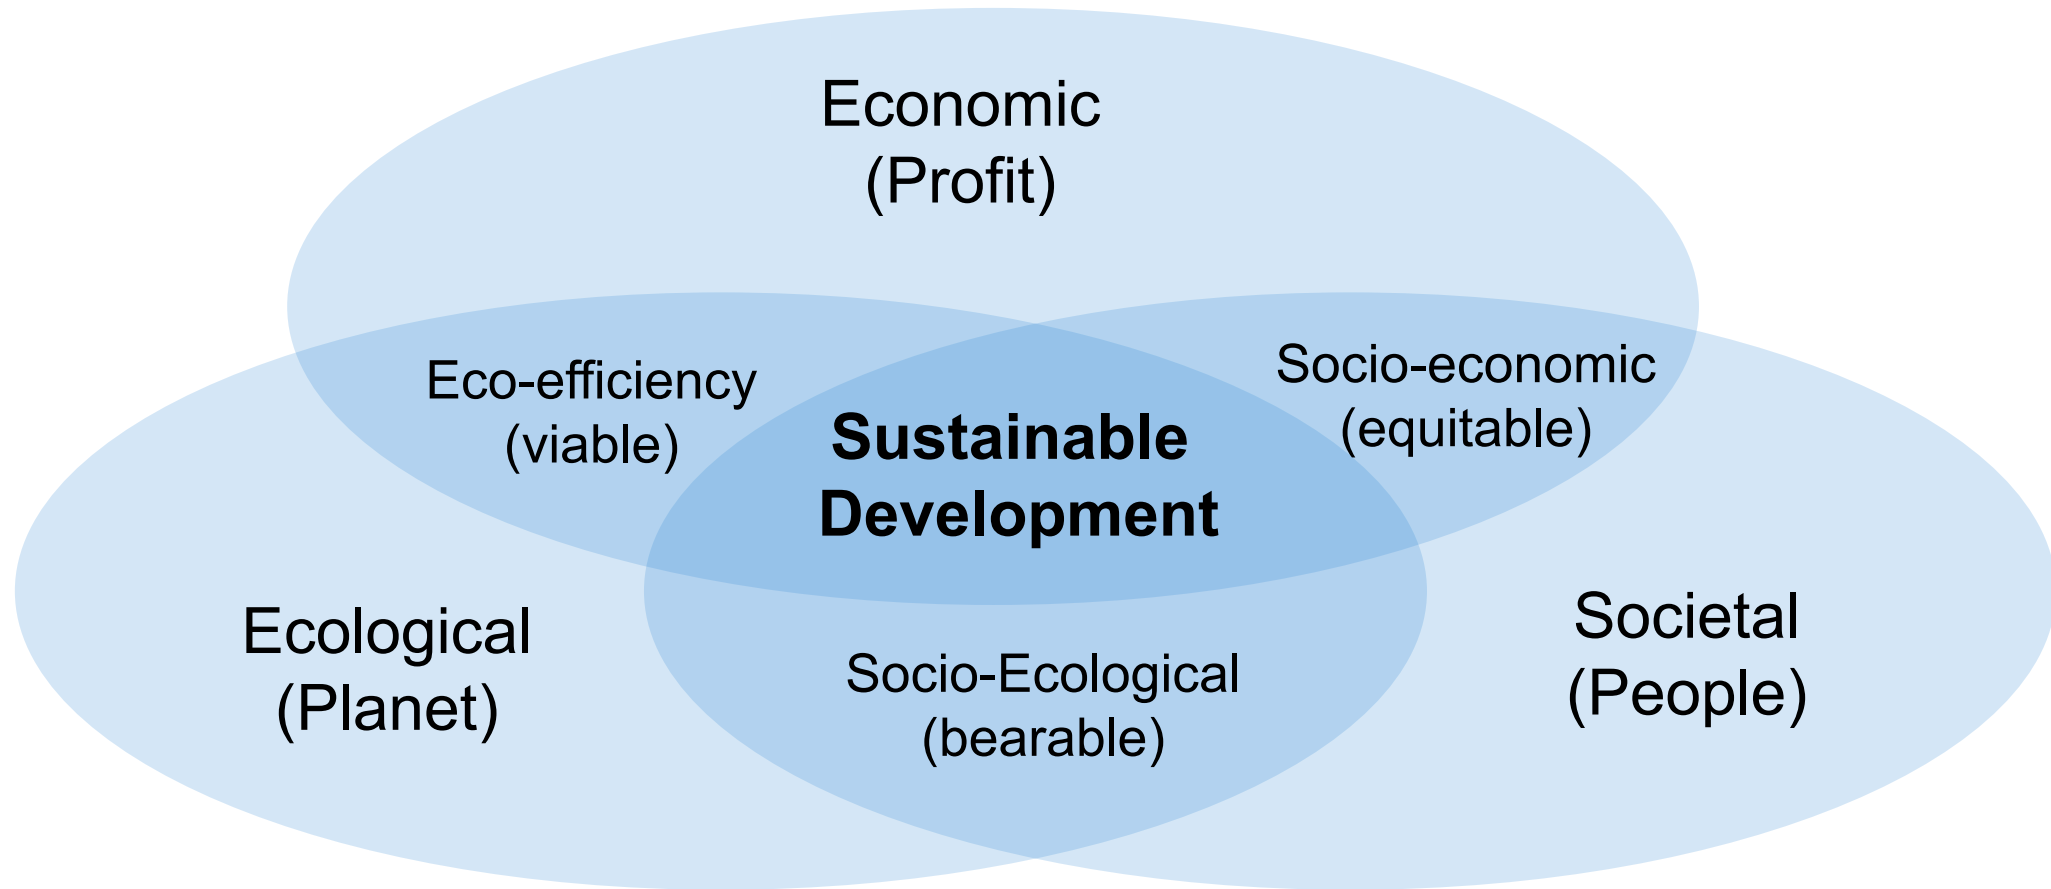 Economic
(Profit)
Eco-efficiency
(viable)
Socio-economic
(equitable)
Sustainable
Development
Ecological
(Planet)
Socio-Ecological
(bearable)
Societal
(People)